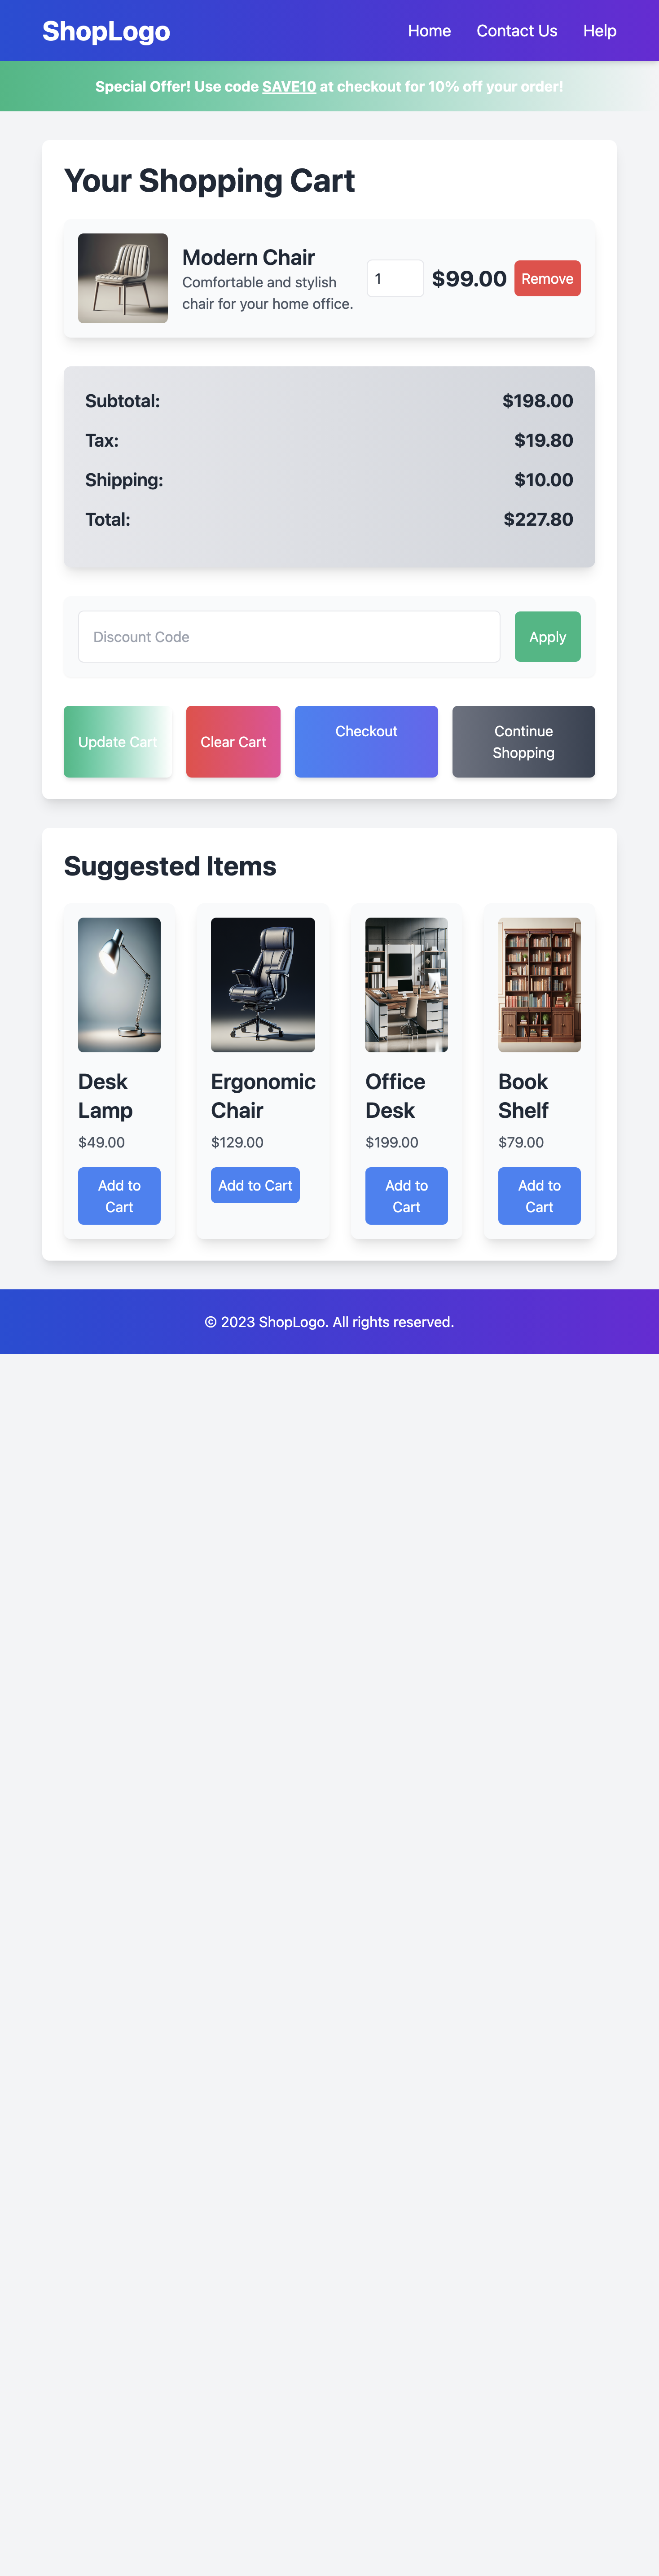 ShopLogo
Home Contact Us Help
Special Offer! Use code SAVE10 at checkout for 10% off your order!
Your Shopping Cart
Modern Chair
Comfortable and stylish
chair for your home office.
1
$99.00
Remove
Subtotal: $198.00
Tax: $19.80
Shipping: $10.00
Total: $227.80
Discount Code
Apply
Update Cart
Clear Cart
Checkout
Continue
Shopping
Suggested Items
Desk
Lamp
$49.00
Add to
Cart
Ergonomic
Chair
$129.00
Add to Cart
Office
Desk
$199.00
Add to
Cart
Book
Shelf
$79.00
Add to
Cart
© 2023 ShopLogo. All rights reserved.